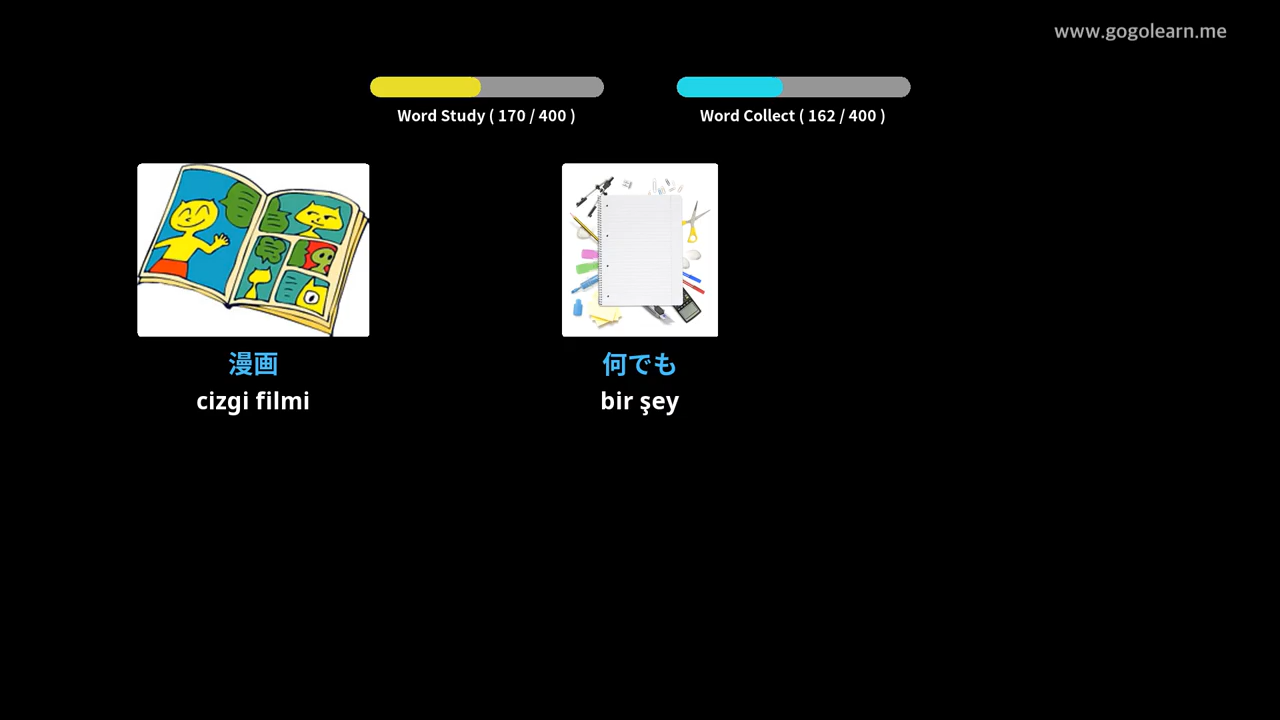 www.gogolearn.me
Word Study ( 170 / 400 )
Word Collect ( 162 / 400 )
漫画
cizgi filmi
何でも
bir şey